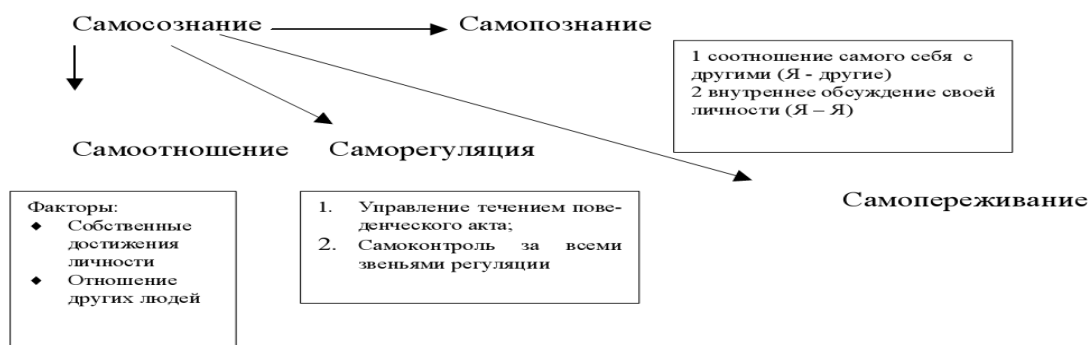 Самосознание
Самопознание
1 соотношение самого себя с
другими (Я - другие)
2 внутреннее обсуждение своей
личности (Я – Я)
Самоотношение
Саморегуляция
Самопереживание
Факторы:
◆ Собственные
достижения
личности
◆ Отношение
других людей
1. Управление течением пове-
денческого акта;
2. Самоконтроль за всеми
звеньями регуляции